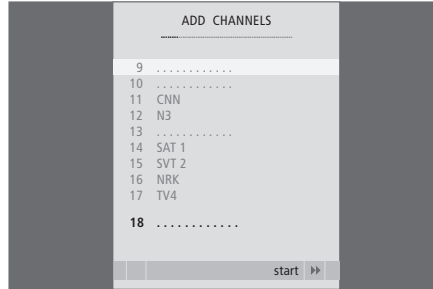 ADD CHANNELS
9 . . . . . . . . . . . .
10 . . . . . . . . . . . .
11 CNN
12 N3
13 . . . . . . . . . . . .
14 SAT 1
15 SVT 2
16 NRK
17 TV4
18 . . . . . . . . . . . .
start